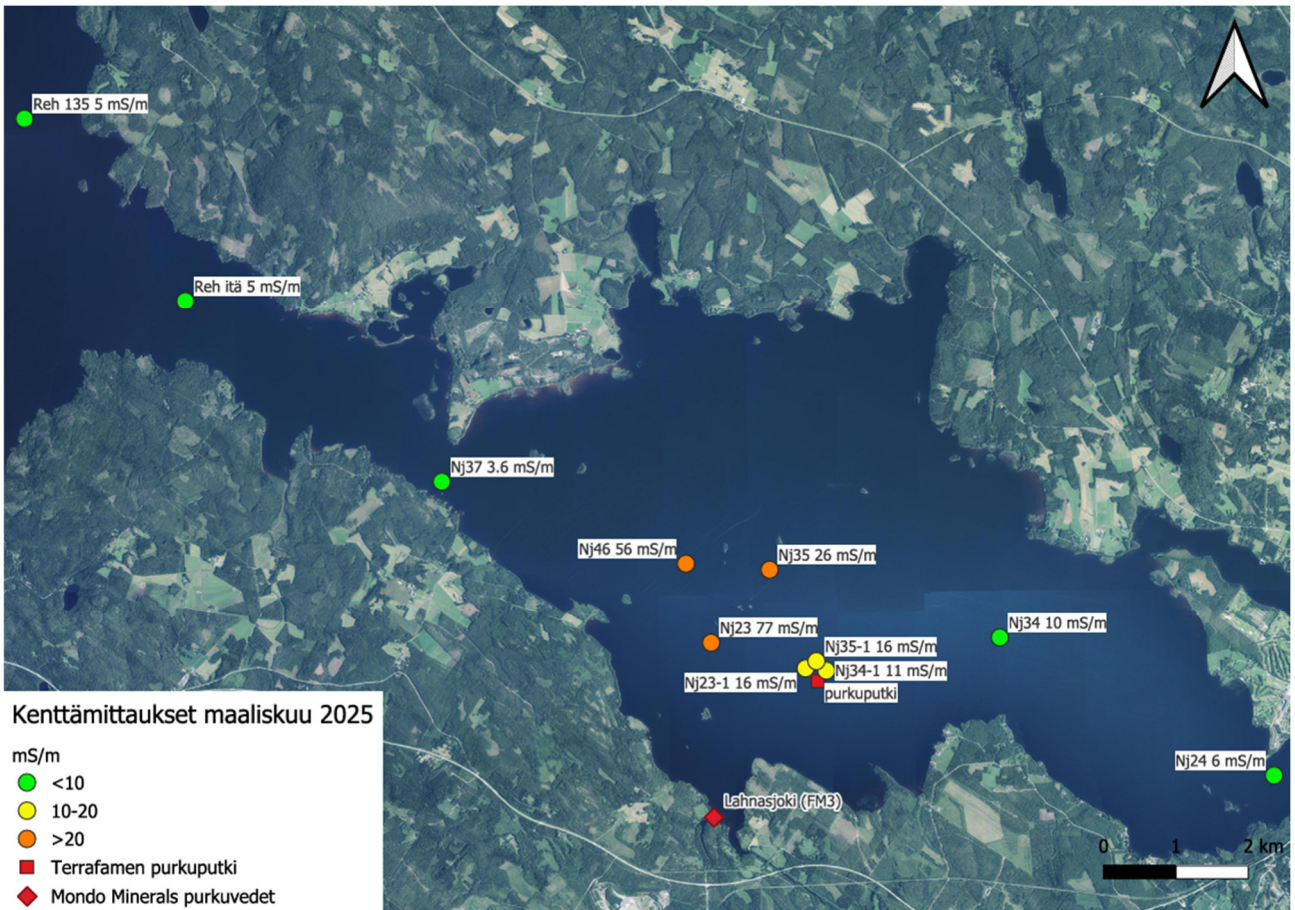 Reh 135 5 mS/m
Reh itä 5 mS/m
Nj37 3.6 mS/m
Nj46 56 mS/m
Nj35 26 mS/m
Nj23 77 mS/m
Nj34 10 mS/m
Nj35-1 16 mS/m
Nj34-1 11 mS/m
Nj23-1 16 mS/m
purkuputki
Nj24 6 mS/m
Lahnasjoki (FM3)
Kenttämittaukset maaliskuu 2025
mS/m
<10
10-20
>20
Terrafamen purkuputki
Mondo Minerals purkuvedet
0 1 2 km